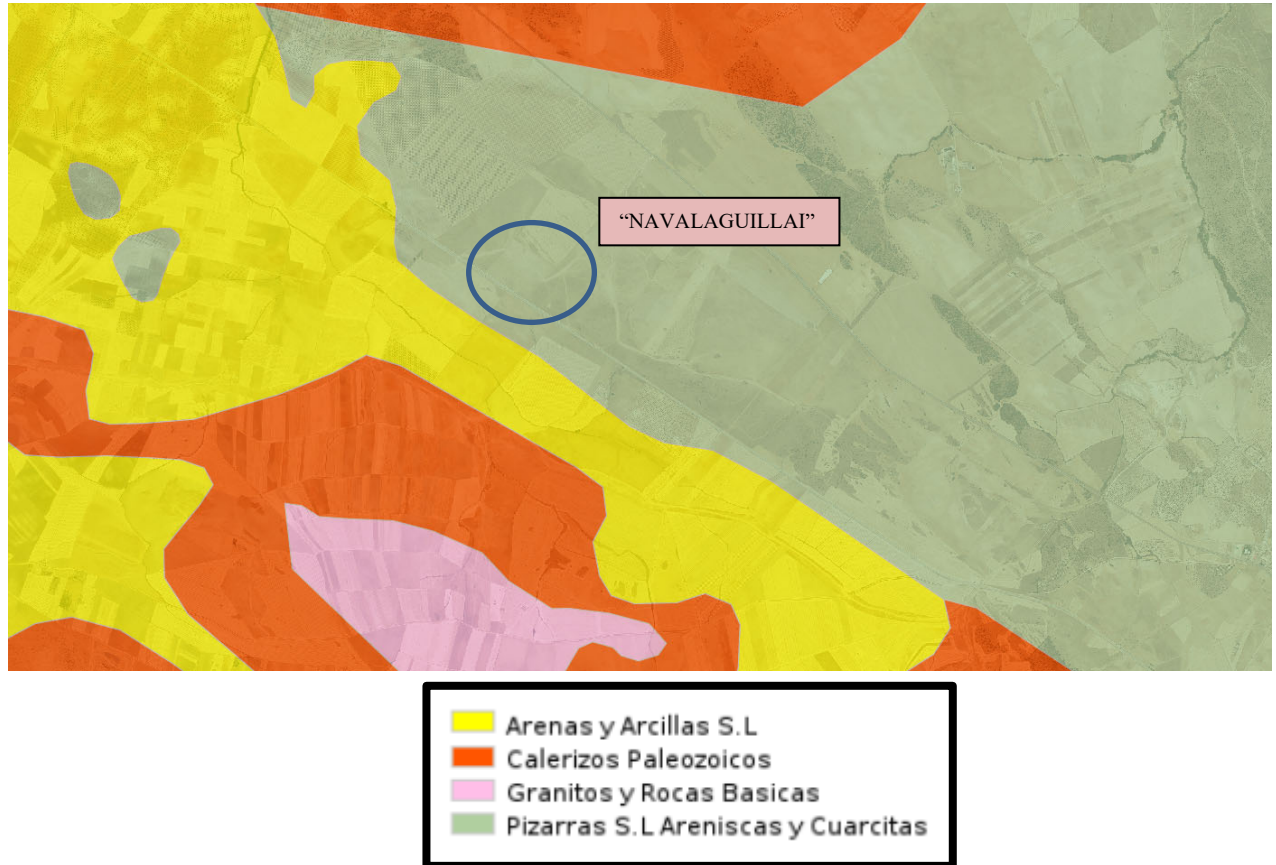 “NAVALAGUILLAI”
Arenas y Arcillas S.L
Calerizos Paleozoicos
Granitos y Rocas Basicas
Pizarras S.L Areniscas y Cuarcitas